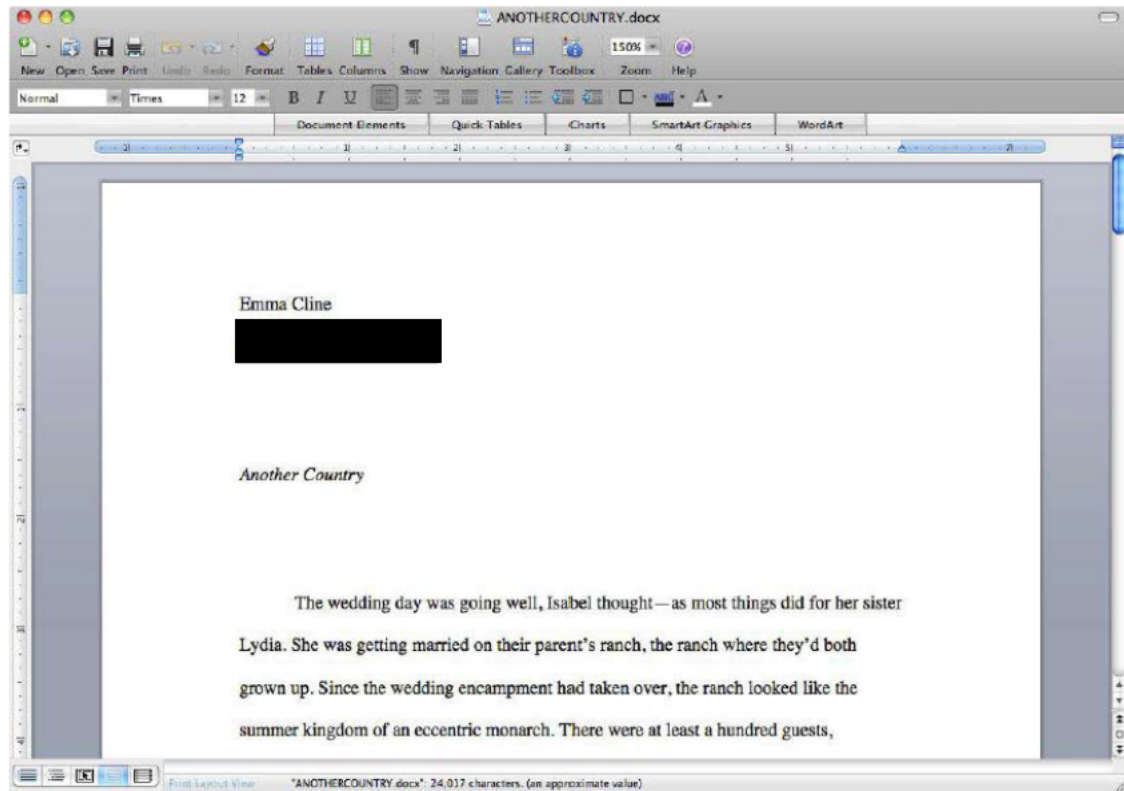 ANOTHERCOUNTRY.docx
150%
New Open Save Print Undo Redo Format Tables Columns Show Navigation Gallery Toolbox Zoom Help
Normal Times 12 B I U ABC A
Document Elements Quick Tables Charts SmartArt Graphics WordArt
Emma Cline
Another Country
The wedding day was going well, Isabel thought—as most things did for her sister
Lydia. She was getting married on their parent's ranch, the ranch where they'd both
grown up. Since the wedding encampment had taken over, the ranch looked like the
summer kingdom of an eccentric monarch. There were at least a hundred guests,
Print Layout View "ANOTHERCOUNTRY.docx": 24,017 characters. (an approximate value)